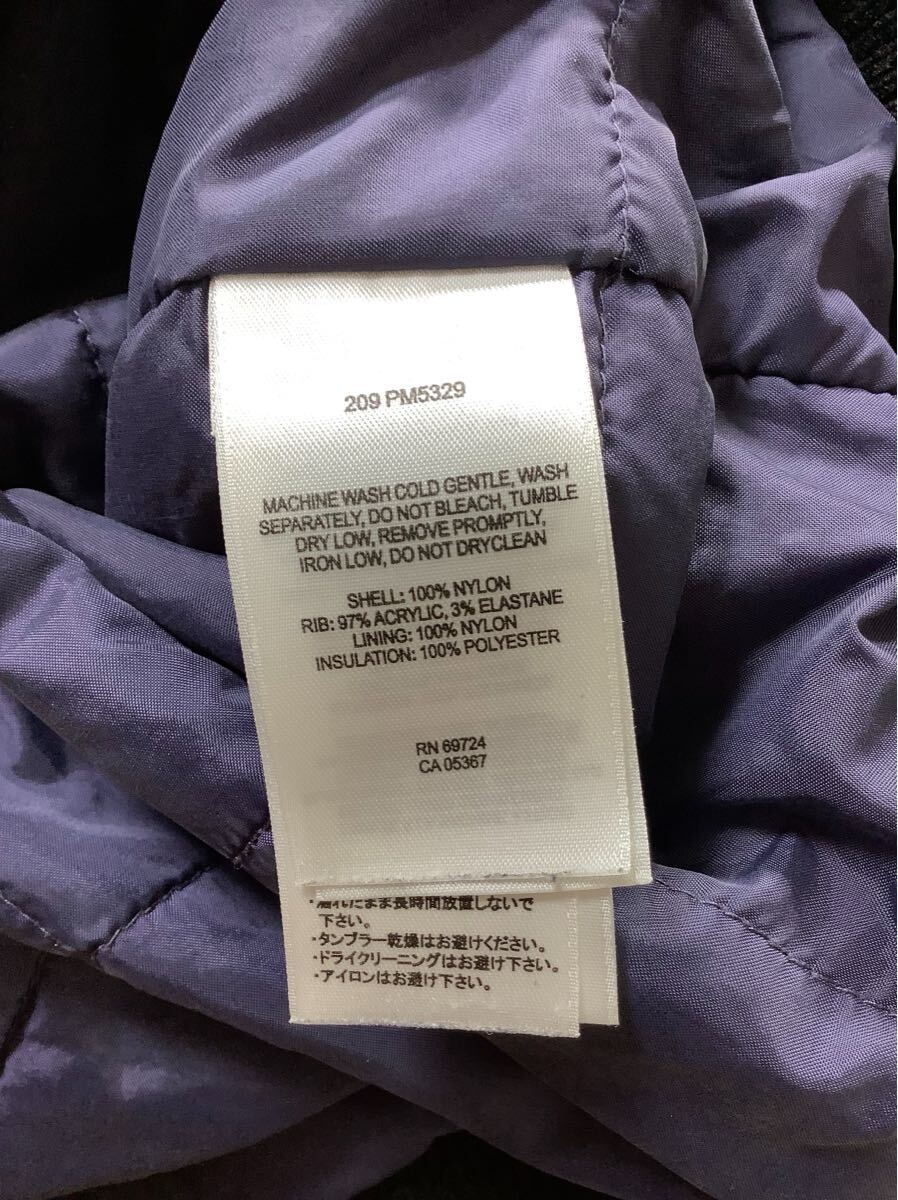 209 PM5329
MACHINE WASH COLD GENTLE, WASH
SEPARATELY, DO NOT BLEACH, TUMBLE
DRY LOW, REMOVE PROMPTLY,
IRON LOW, DO NOT DRYCLEAN
SHELL: 100% NYLON
RIB: 97% ACRYLIC, 3% ELASTANE
LINING: 100% NYLON
INSULATION: 100% POLYESTER
RN 69724
CA 05367
・濡れたまま長時間放置しないで
下さい。
・タンブラー乾燥はお避けください。
・ドライクリーニングはお避け下さい。
・アイロンはお避け下さい。